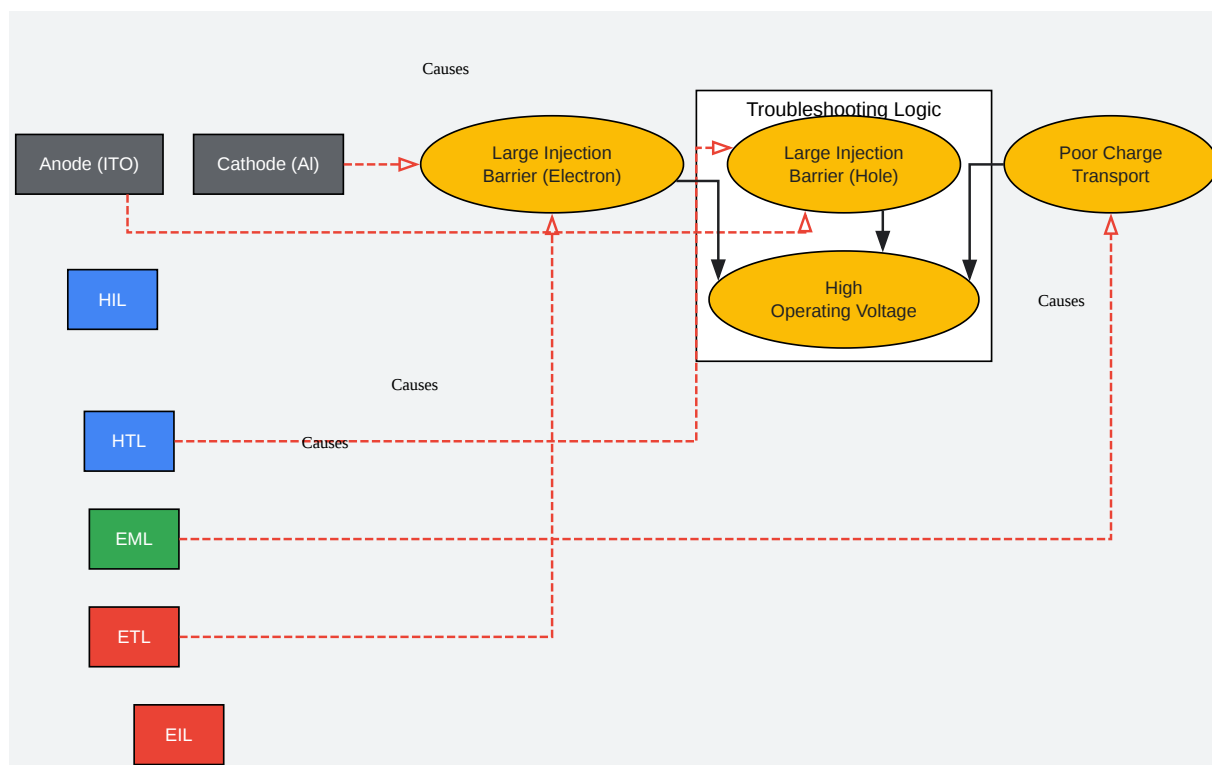 Causes
Troubleshooting Logic
Anode (ITO)
Cathode (Al)
Large Injection
Barrier (Electron)
Large Injection
Barrier (Hole)
Poor Charge
Transport
HIL
High
Operating Voltage
Causes
Causes
HTL
Causes
EML
ETL
EIL